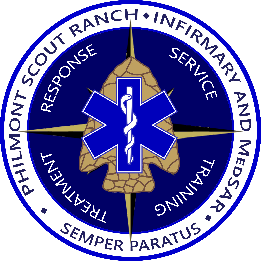 PHILMONT SCOUT RANCH • INFIRMARY AND MEDSAR •
SEMPER PARATUS •
RESPONSE
SERVICE
TREATMENT
TRAINING